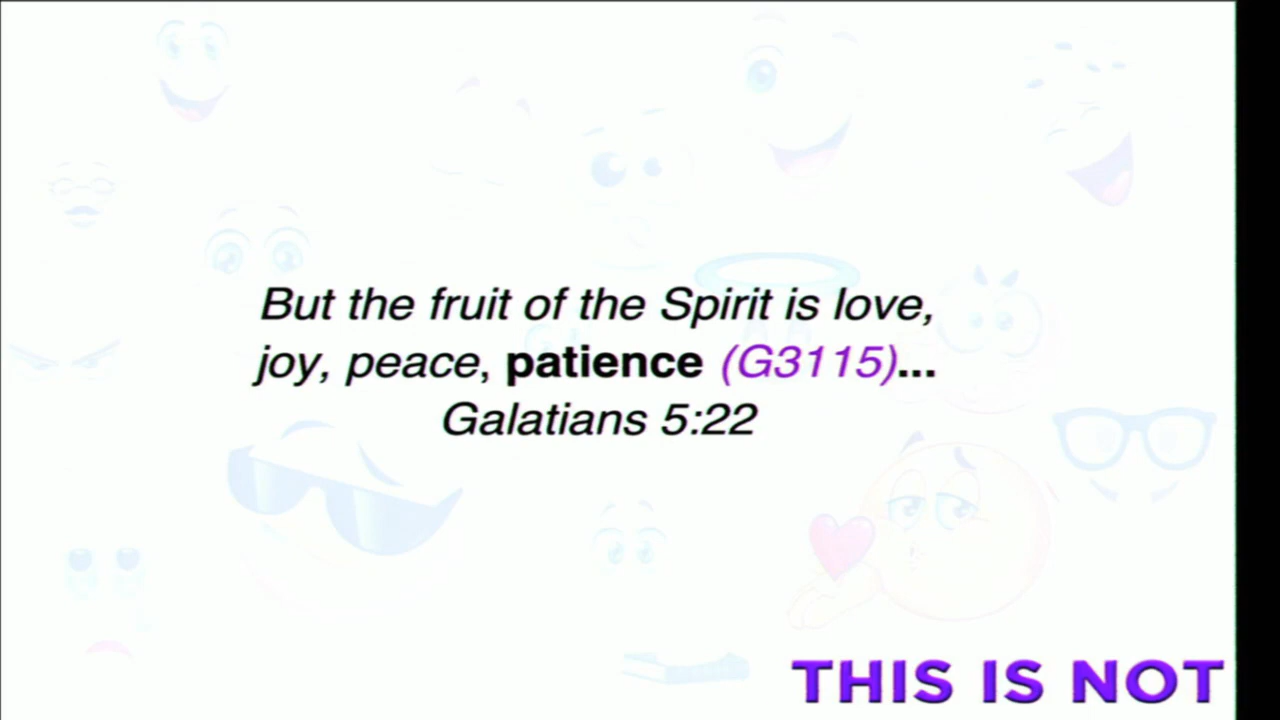 But the fruit of the Spirit is love,
joy, peace, patience (G3115)...
Galatians 5:22
THIS IS NOT